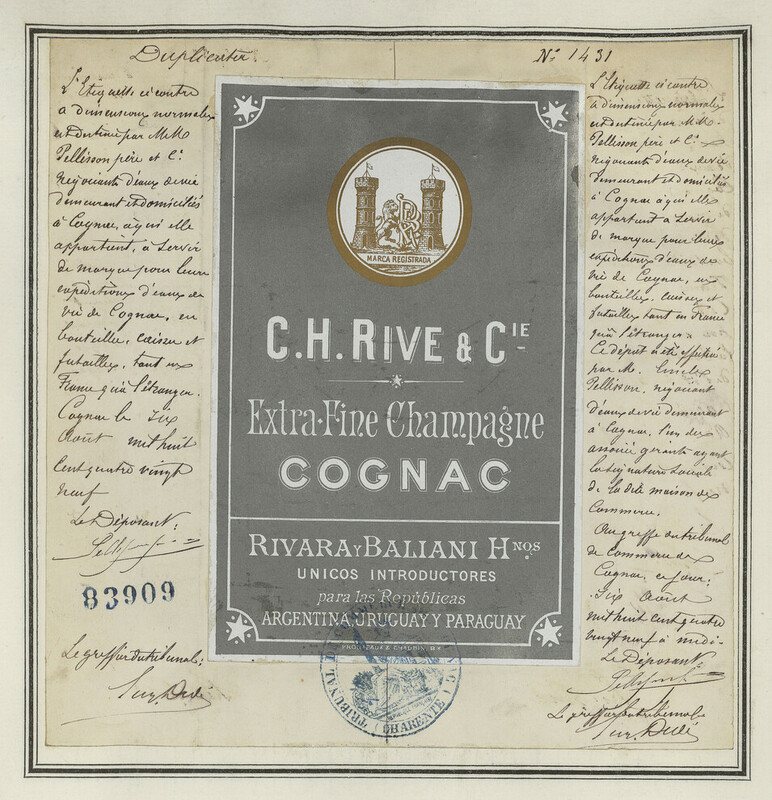 Duplicata.
N° 1431
L'Etiquette ci contre
à dimensions normales
est destinée par MM
Pellisson père et Cie
négociants d'eaux de vie
demeurant et domiciliés
à Cognac, à qui elle
appartient, à servir
de marque pour leurs
expéditions d'eaux de
vie de Cognac, en
bouteilles, caisses et
futailles, tant en
France qu'à l'étranger.
Cognac le six
Août mil huit
cent quatre vingt
neuf
Le Déposant:
83909
Le greffier du tribunal:
MARCA REGISTRADA
C.H. RIVE & CIE
Extra-Fine Champagne
COGNAC
RIVARA Y BALIANI HNOS
UNICOS INTRODUCTORES
para las Repúblicas
ARGENTINA, URUGUAY Y PARAGUAY
TRIBUNAL DE COMMERCE
(CHARENTE)
L'Etiquette ci contre
à dimensions normales
est destinée par MM.
Pellisson père et Cie
négociants d'eaux de vie
demeurant et domiciliés
à Cognac à qui elle
appartient à servir
de marque pour leurs
expéditions d'eaux de
vie de Cognac, en
bouteilles, caisses et
futailles tant en France
qu'à l'étranger.
Ce dépôt a été effectué
par M. Emile
Pellisson, négociant
d'eaux de vie demeurant
à Cognac, l'un des
associés gérants ayant
la signature sociale
de la dite maison de
Commerce.
Au greffe du tribunal
de Commerce de
Cognac, ce jour.
Six Août
mil huit cent quatre
vingt neuf à midi
Le Déposant:
Le greffier du tribunal